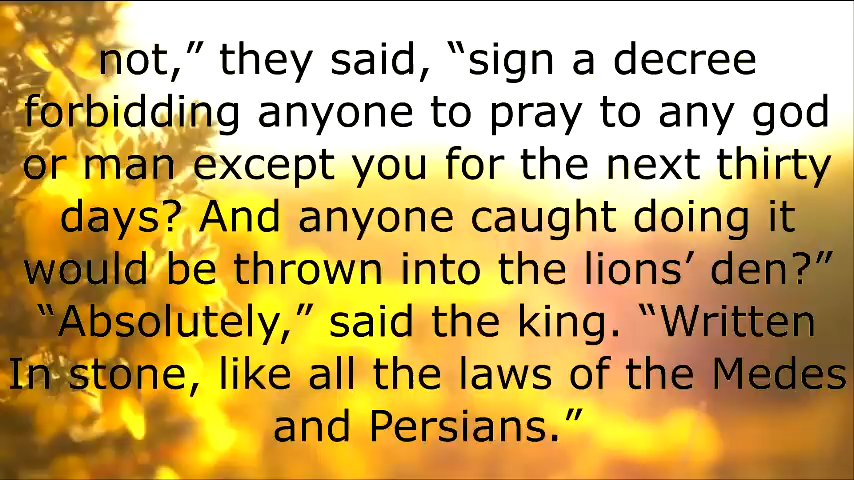 not,” they said, “sign a decree
forbidding anyone to pray to any god
or man except you for the next thirty
days? And anyone caught doing it
would be thrown into the lions’ den?”
“Absolutely,” said the king. “Written
In stone, like all the laws of the Medes
and Persians.”